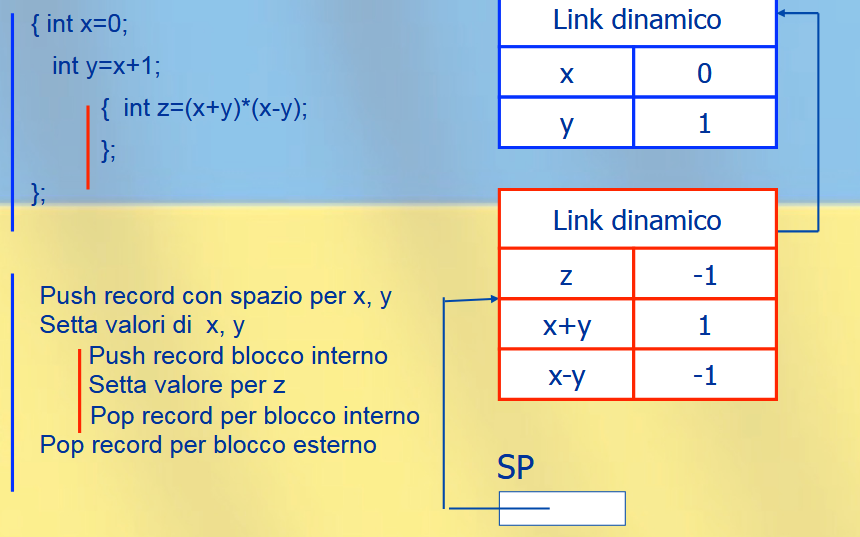 { int x=0;
int y=x+1;
{ int z=(x+y)*(x-y);
};
};
Push record con spazio per x, y
Setta valori di x, y
Push record blocco interno
Setta valore per z
Pop record per blocco interno
Pop record per blocco esterno
Link dinamico
x 0
y 1
Link dinamico
z -1
x+y 1
x-y -1
SP